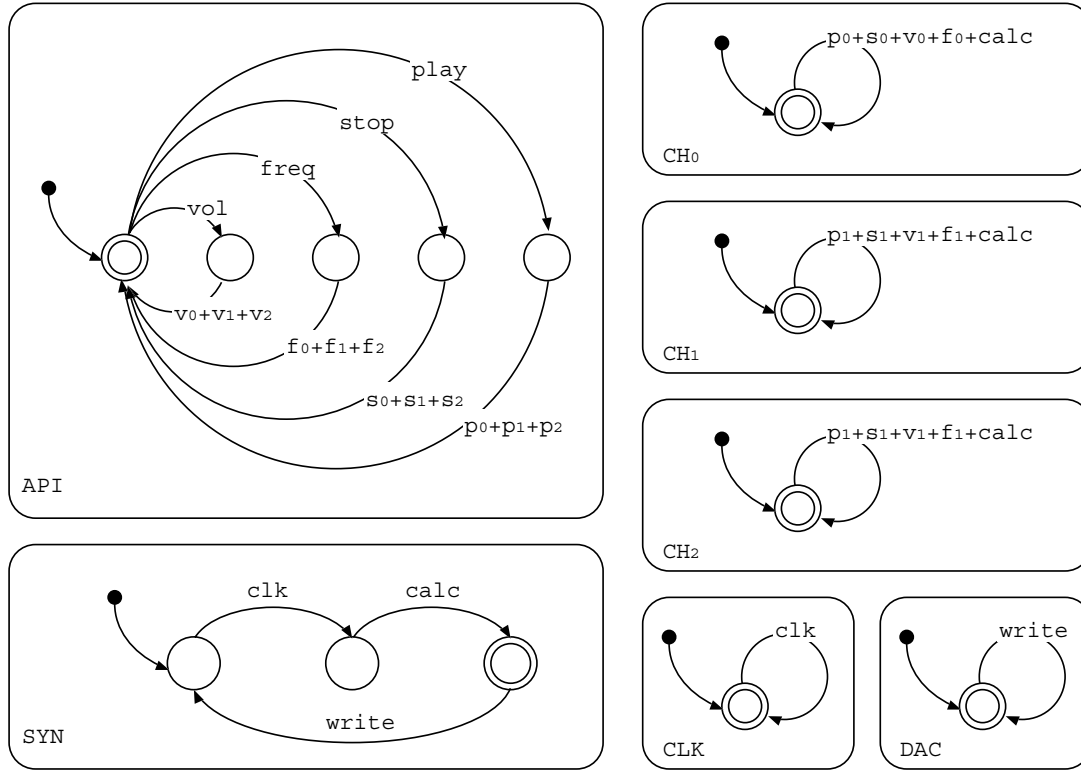 play
stop
freq
vol
v0+v1+v2
f0+f1+f2
s0+s1+s2
p0+p1+p2
API
clk
calc
write
SYN
p0+s0+v0+f0+calc
CH0
p1+s1+v1+f1+calc
CH1
p1+s1+v1+f1+calc
CH2
clk
CLK
write
DAC